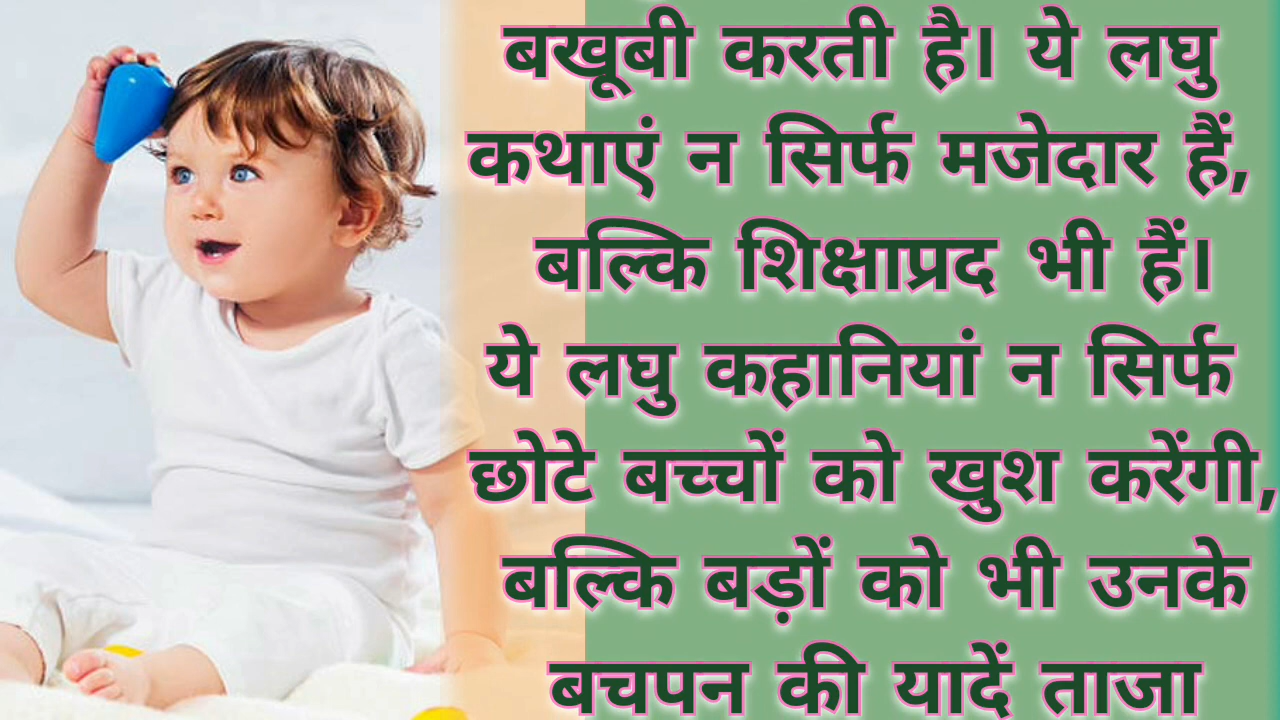 बखूबी करती है। ये लघु
कथाएं न सिर्फ मजेदार हैं,
बल्कि शिक्षाप्रद भी हैं।
ये लघु कहानियां न सिर्फ
छोटे बच्चों को खुश करेंगी,
बल्कि बड़ों को भी उनके
बचपन की यादें ताजा